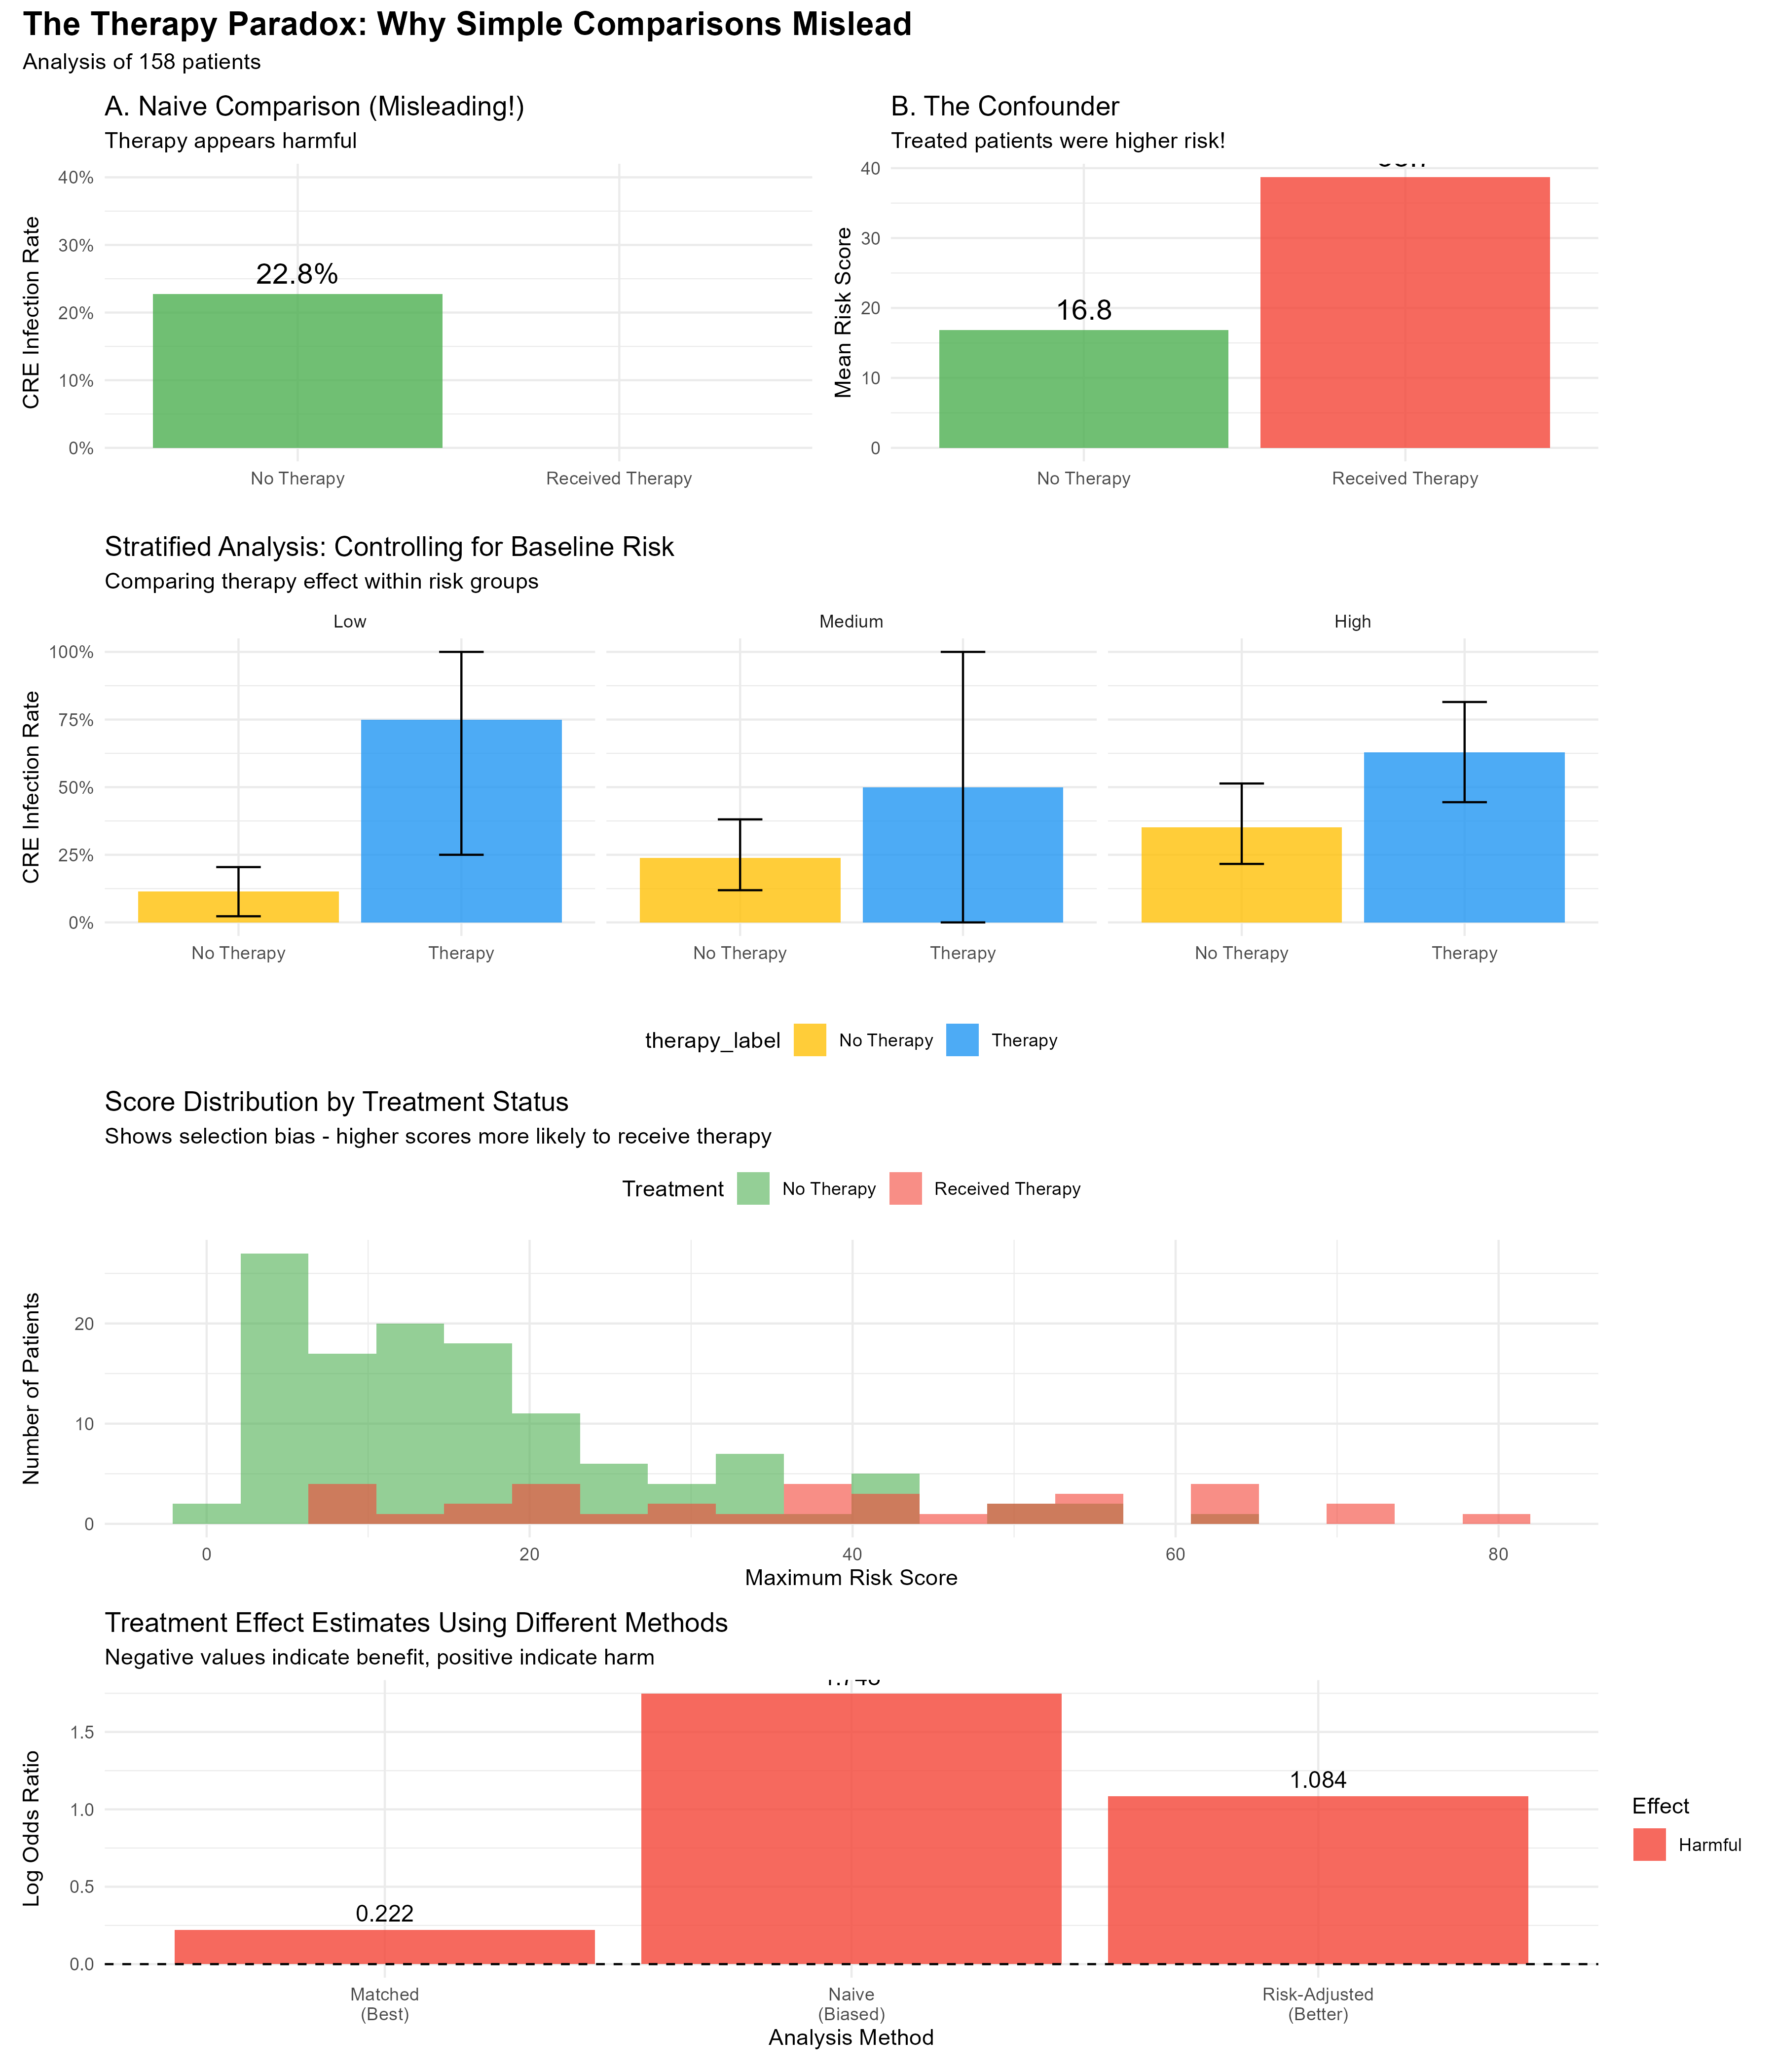 The Therapy Paradox: Why Simple Comparisons Mislead
Analysis of 158 patients
A. Naive Comparison (Misleading!)
Therapy appears harmful
CRE Infection Rate
40%
30%
20%
10%
0%
22.8%
No Therapy
Received Therapy
B. The Confounder
Treated patients were higher risk!
Mean Risk Score
40
30
20
10
0
16.8
No Therapy
Received Therapy
Stratified Analysis: Controlling for Baseline Risk
Comparing therapy effect within risk groups
Low
Medium
High
CRE Infection Rate
100%
75%
50%
25%
0%
No Therapy
Therapy
No Therapy
Therapy
No Therapy
Therapy
therapy_label
No Therapy
Therapy
Score Distribution by Treatment Status
Shows selection bias - higher scores more likely to receive therapy
Treatment
No Therapy
Received Therapy
Number of Patients
20
10
0
0
20
40
60
80
Maximum Risk Score
Treatment Effect Estimates Using Different Methods
Negative values indicate benefit, positive indicate harm
Log Odds Ratio
1.5
1.0
0.5
0.0
0.222
1.084
Matched
(Best)
Naive
(Biased)
Risk-Adjusted
(Better)
Analysis Method
Effect
Harmful